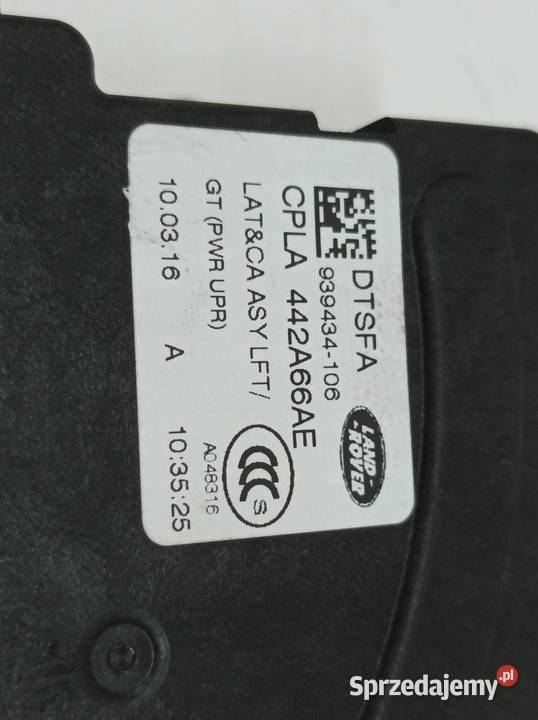 DTSFA
LAND-
-ROVER
939434-106
CPLA 442A66AE
LAT&CA ASY LFT/
GT (PWR UPR)
CCC S
A048316
10.03.16 A 10:35:25
Sprzedajemy.pl